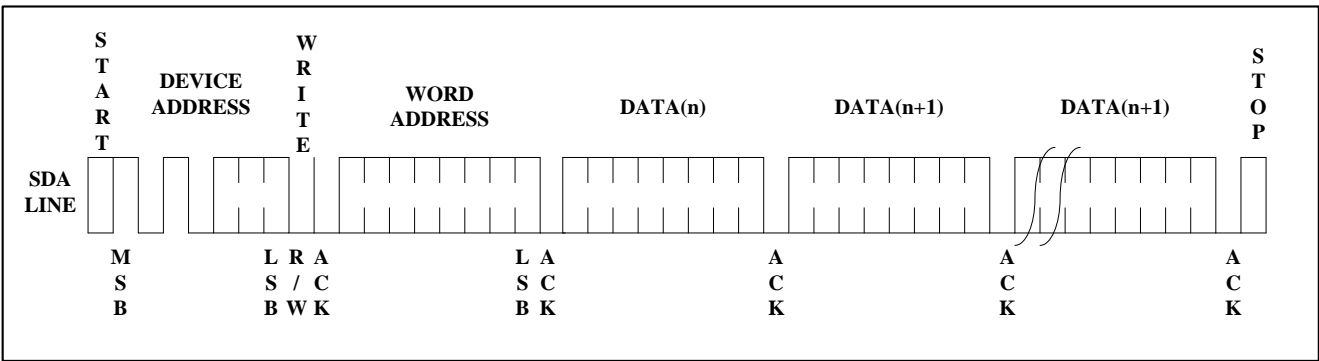 START
DEVICE
ADDRESS
WRITE
WORD
ADDRESS
DATA(n)
DATA(n+1)
DATA(n+1)
STOP
SDA
LINE
MSB
LSB
R/W
ACK
LSB
ACK
ACK
ACK
ACK